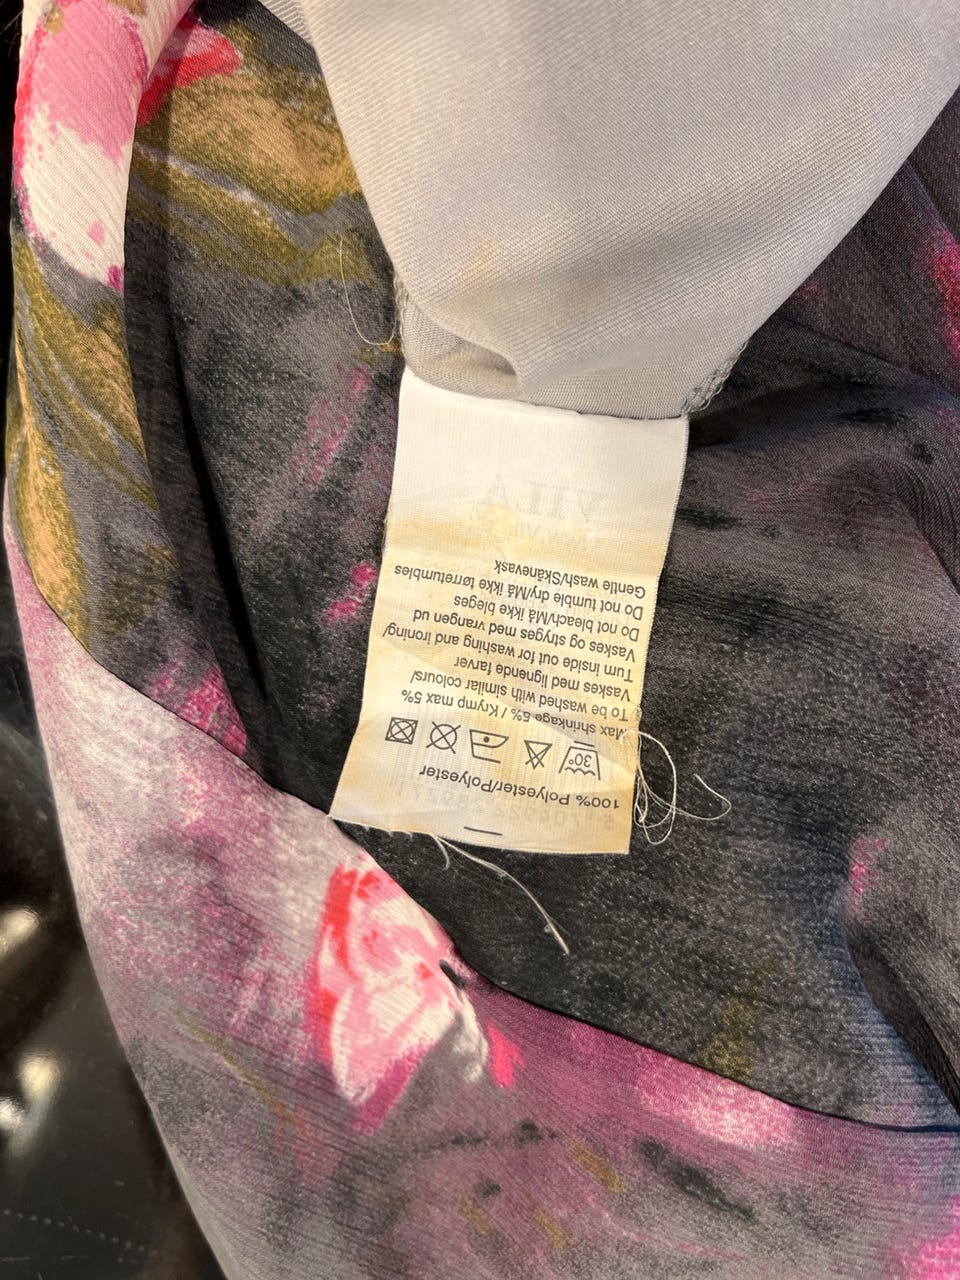 100% Polyester/Polyester
30°
Max shrinkage 5% / Krymp max 5%
To be washed with similar colours/
Vaskes med lignende farver
Turn inside out for washing and ironing/
Vaskes og stryges med vrangen ud
Do not bleach/Må ikke bleges
Do not tumble dry/Må ikke tørretumbles
Gentle wash/Skånevask
VILA